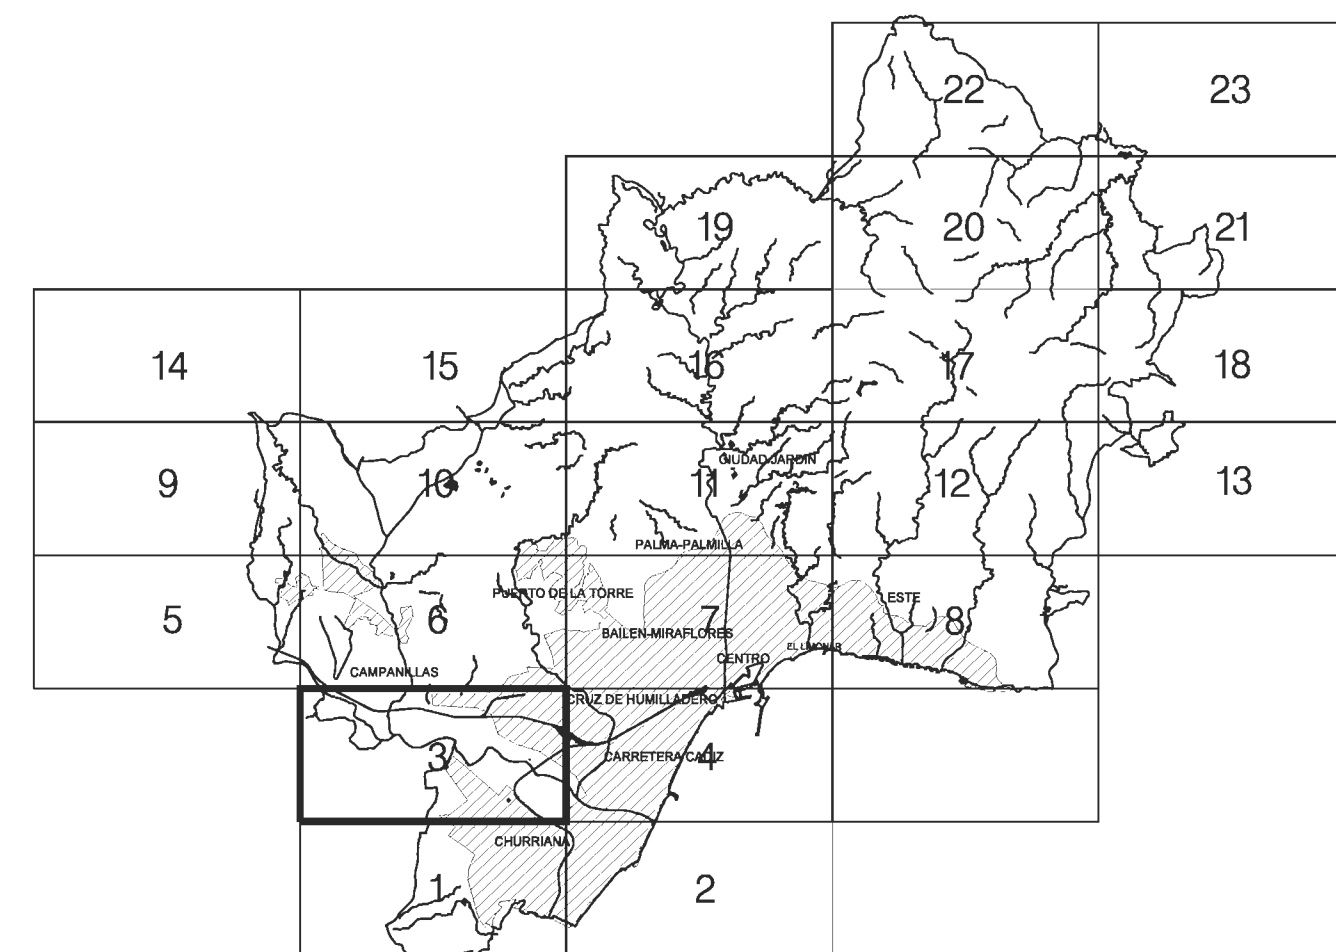 22
23
19
20
21
14
15
16
17
18
CIUDAD JARDIN
9
10
11
12
13
PALMA-PALMILLA
PUERTO DE LA TORRE
ESTE
5
6
7
8
BAILEN-MIRAFLORES
EL LIMONAR
CENTRO
CAMPANILLAS
CRUZ DE HUMILLADERO
3
CARRETERA CADIZ
4
CHURRIANA
1
2